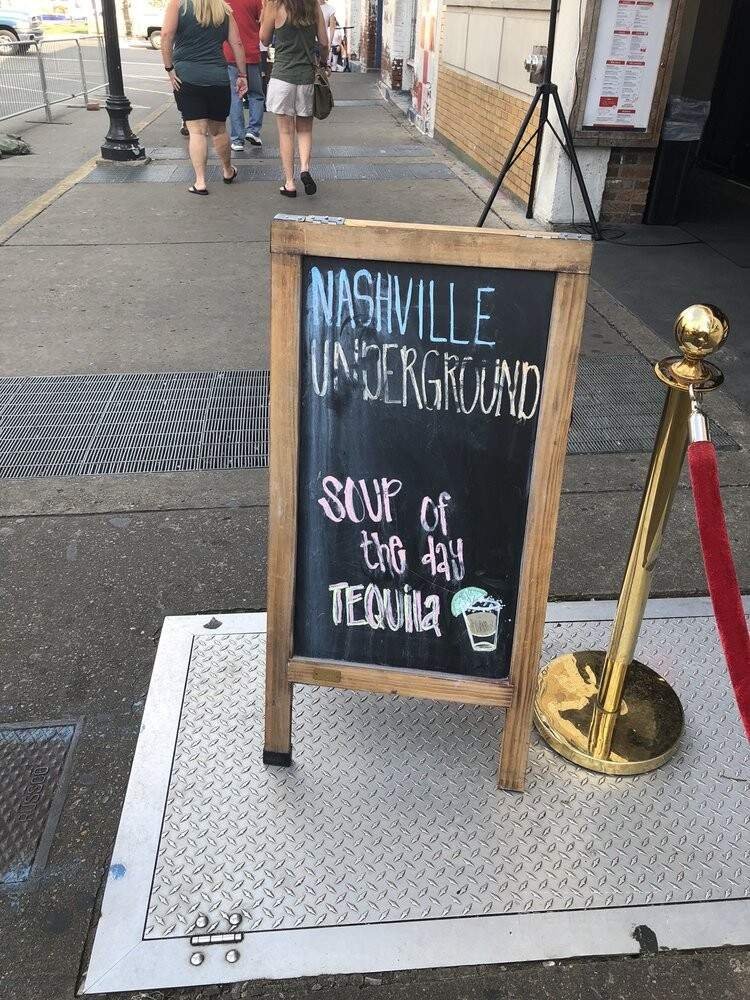 NASHVILLE
UNDERGROUND
SOUP of
the day
TEQUila